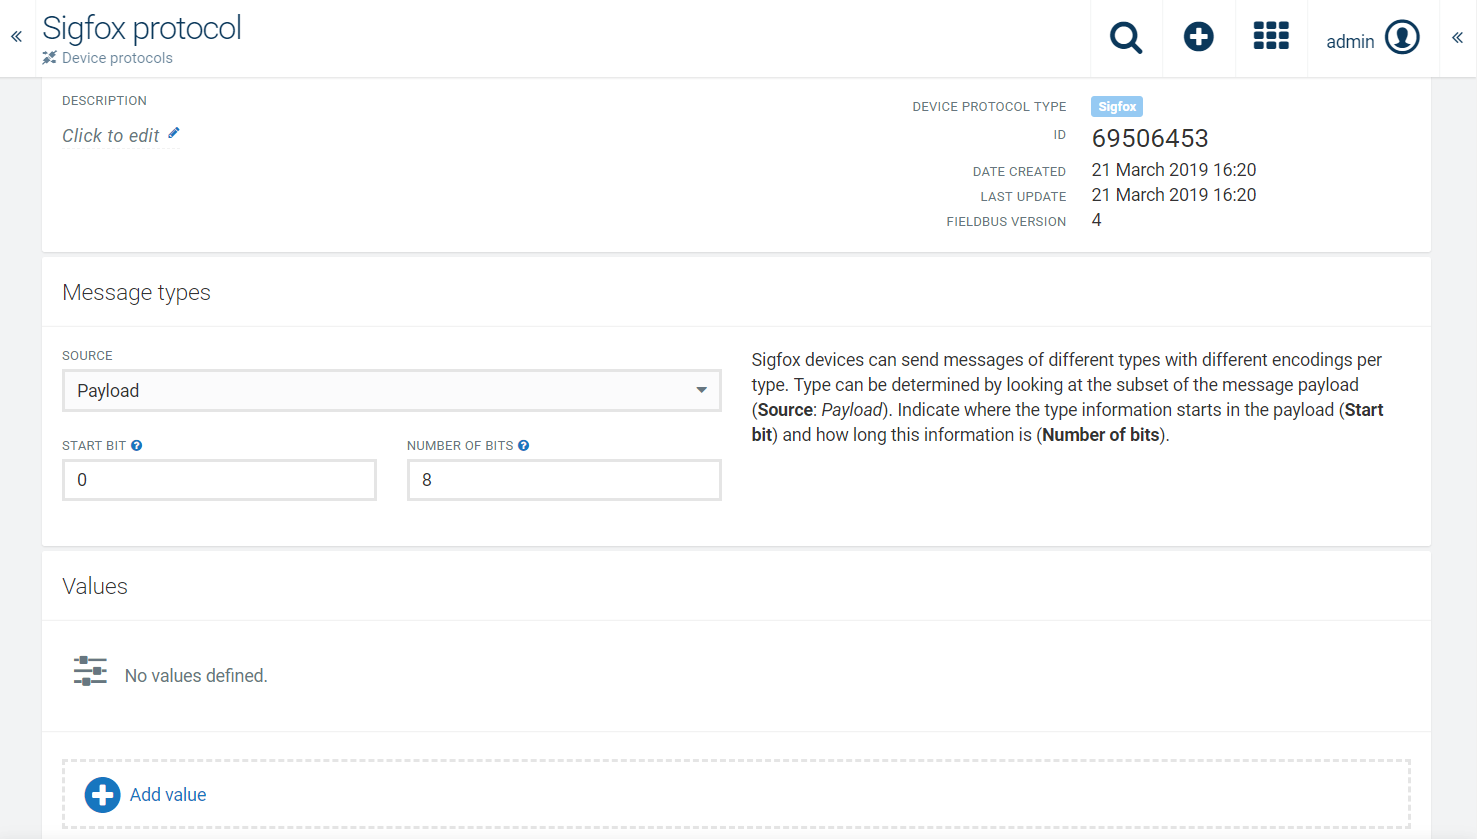 Sigfox protocol
Device protocols
admin
DESCRIPTION
Click to edit
DEVICE PROTOCOL TYPE Sigfox
ID 69506453
DATE CREATED 21 March 2019 16:20
LAST UPDATE 21 March 2019 16:20
FIELDBUS VERSION 4
Message types
SOURCE
Payload
START BIT
0
NUMBER OF BITS
8
Sigfox devices can send messages of different types with different encodings per
type. Type can be determined by looking at the subset of the message payload
(Source: Payload). Indicate where the type information starts in the payload (Start
bit) and how long this information is (Number of bits).
Values
No values defined.
Add value